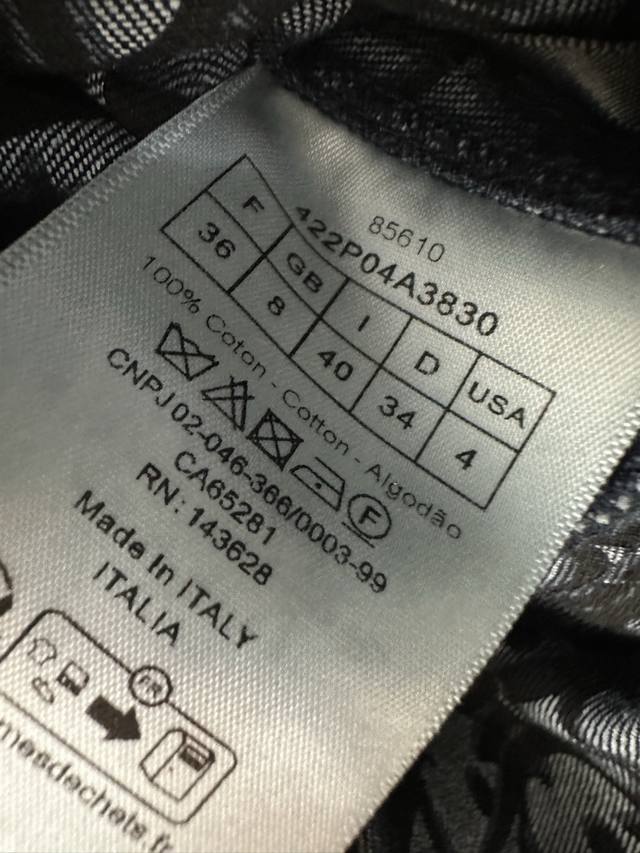 85610
422P04A3830
F GB I D USA
36 8 40 34 4
100% Coton - Cotton - Algodão
F
CNPJ 02-046-366/0003-99
CA65281
RN: 143628
Made In ITALY
ITALIA
FR
mesdechets.fr